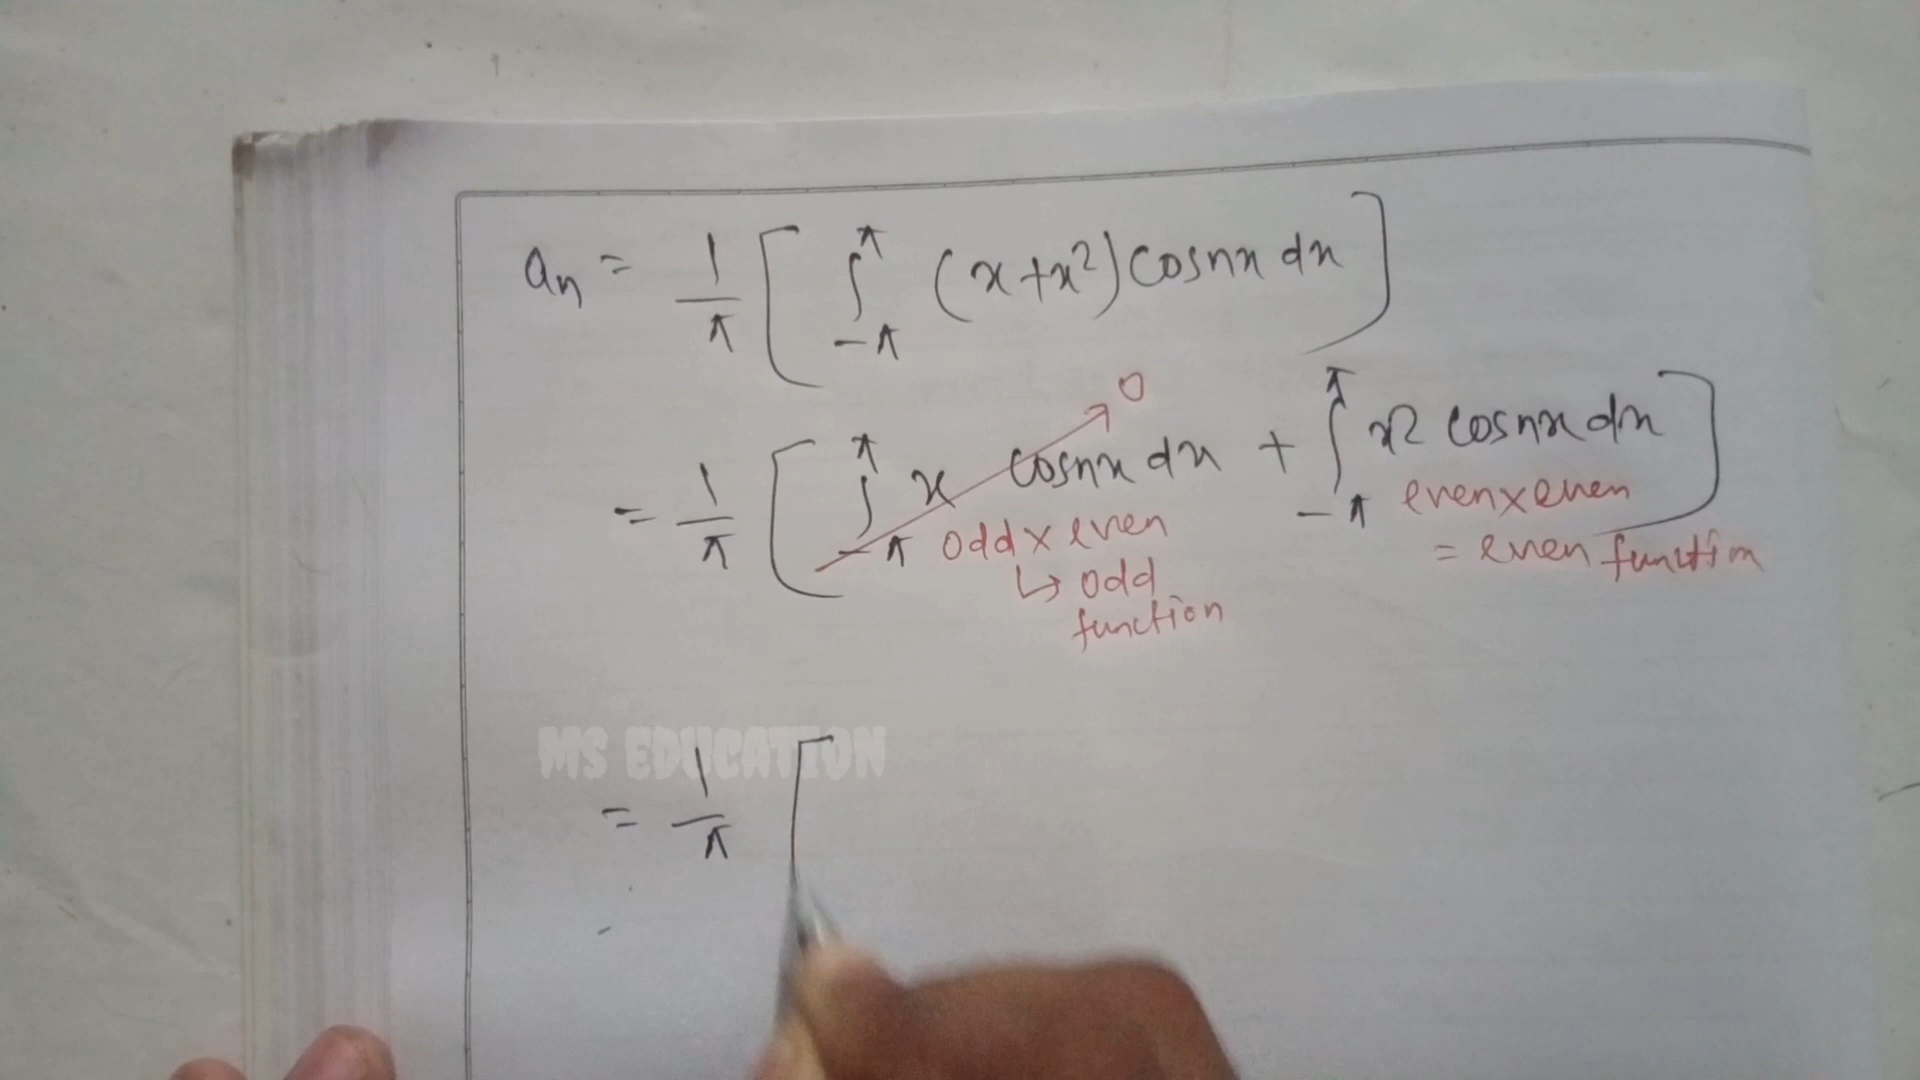 an = 1/π [ ∫_{-π}^{π} (x+x²) cosnx dx ]
= 1/π [ ∫_{-π}^{π} x cosnx dx + ∫_{-π}^{π} x² cosnx dx ]
0
odd x even
↳ odd
function
even x even
= even function
MS EDUCATION
= 1/π [